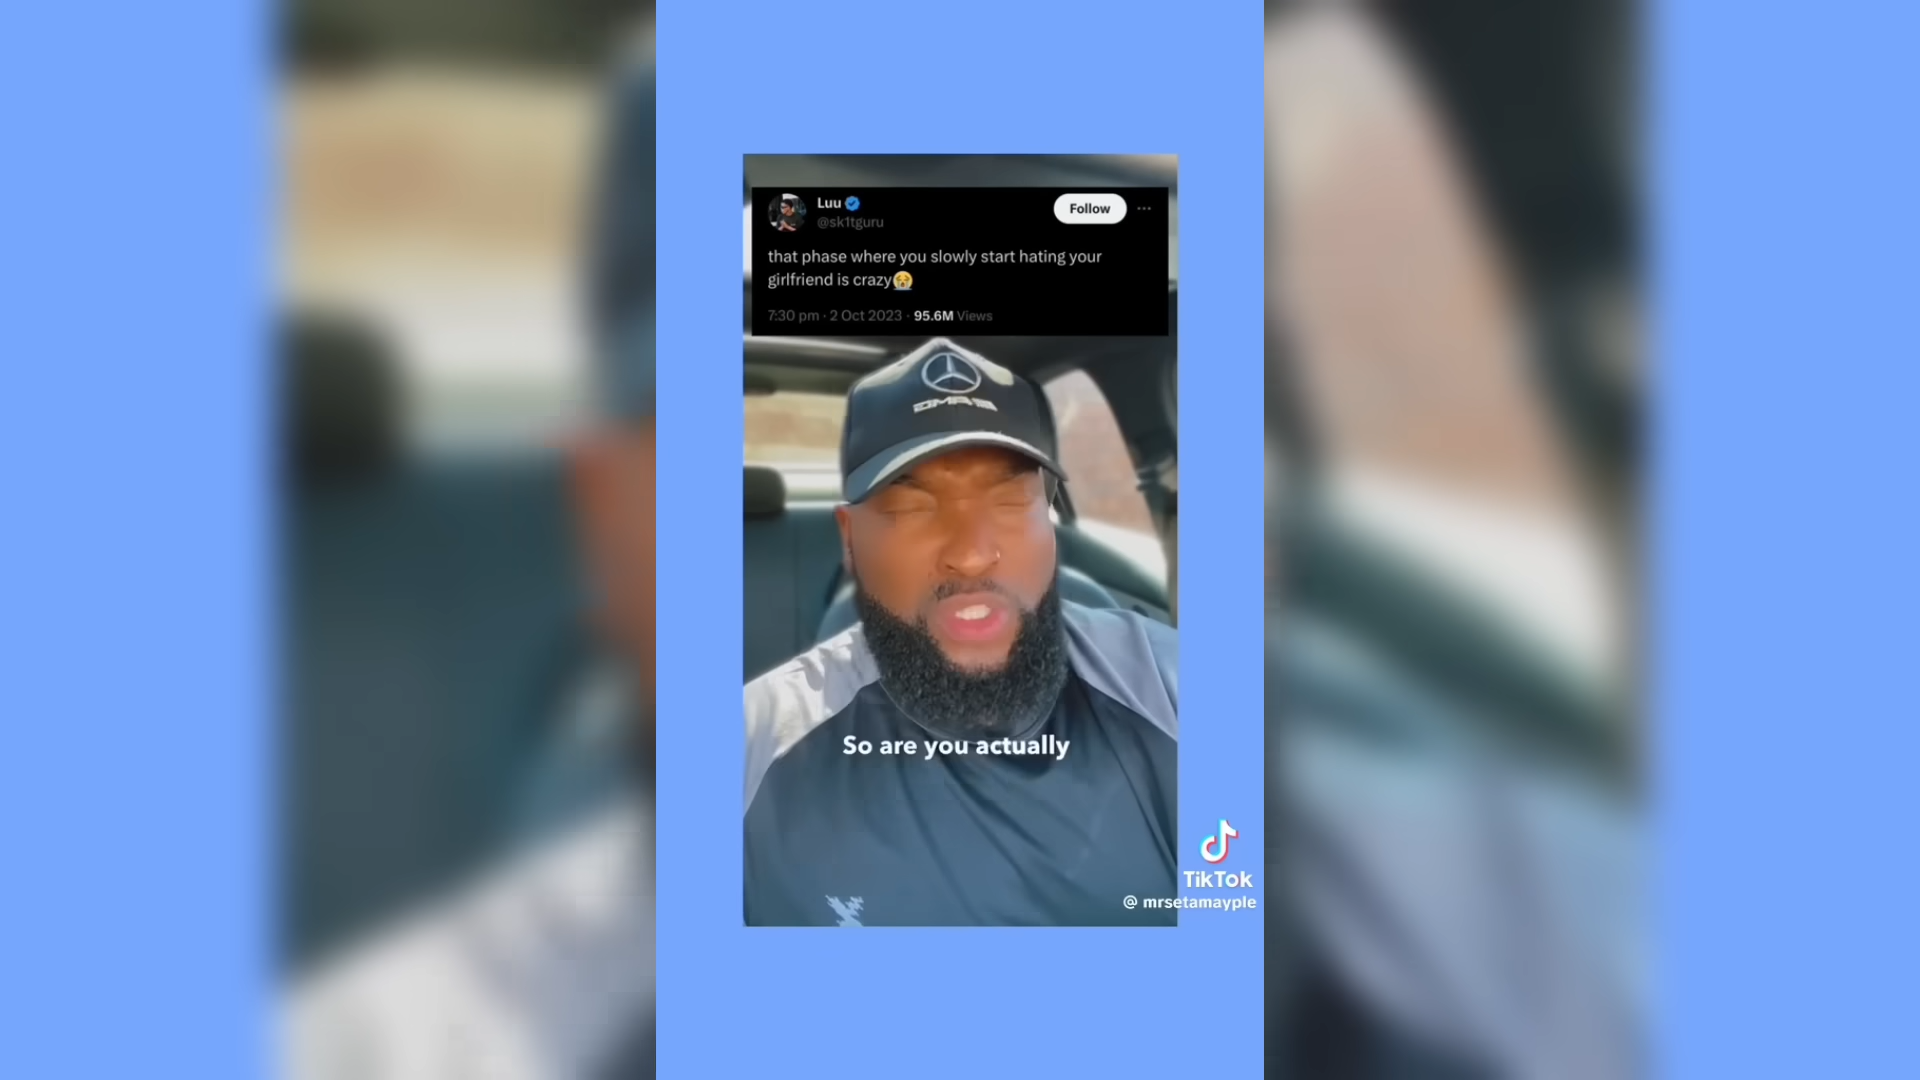 Luu
@sk1tguru
Follow
that phase where you slowly start hating your
girlfriend is crazy😭
7:30 pm · 2 Oct 2023 · 95.6M Views
So are you actually
TikTok
@ mrsetamayple